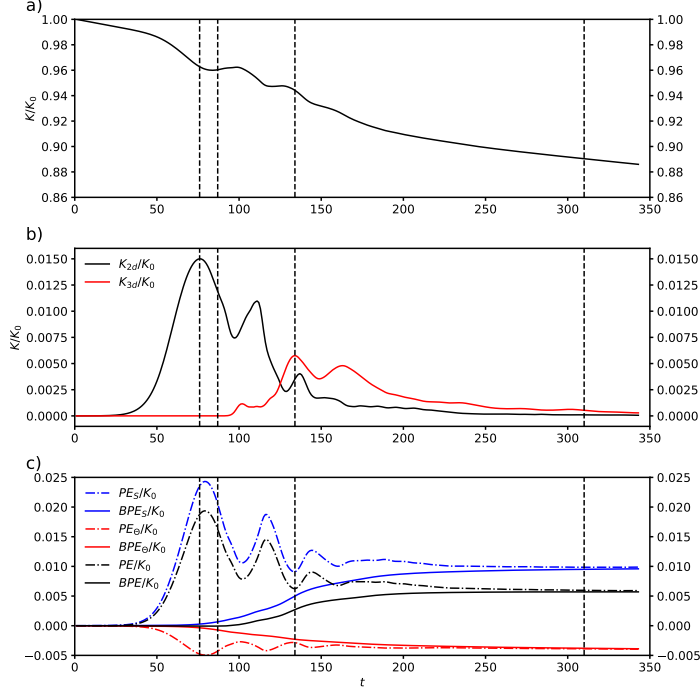 a)
1.00 1.00
0.98 0.98
0.96 0.96
0.94 0.94
K/K0
0.92 0.92
0.90 0.90
0.88 0.88
0.86 0.86
0 50 100 150 200 250 300 350
b)
K2d/K0
K3d/K0
0.0150 0.0150
0.0125 0.0125
0.0100 0.0100
0.0075 0.0075
K/K0
0.0050 0.0050
0.0025 0.0025
0.0000 0.0000
0 50 100 150 200 250 300 350
c)
PES/K0
BPES/K0
PEΘ/K0
BPEΘ/K0
PE/K0
BPE/K0
0.025 0.025
0.020 0.020
0.015 0.015
0.010 0.010
0.005 0.005
0.000 0.000
−0.005 −0.005
0 50 100 150 200 250 300 350
t